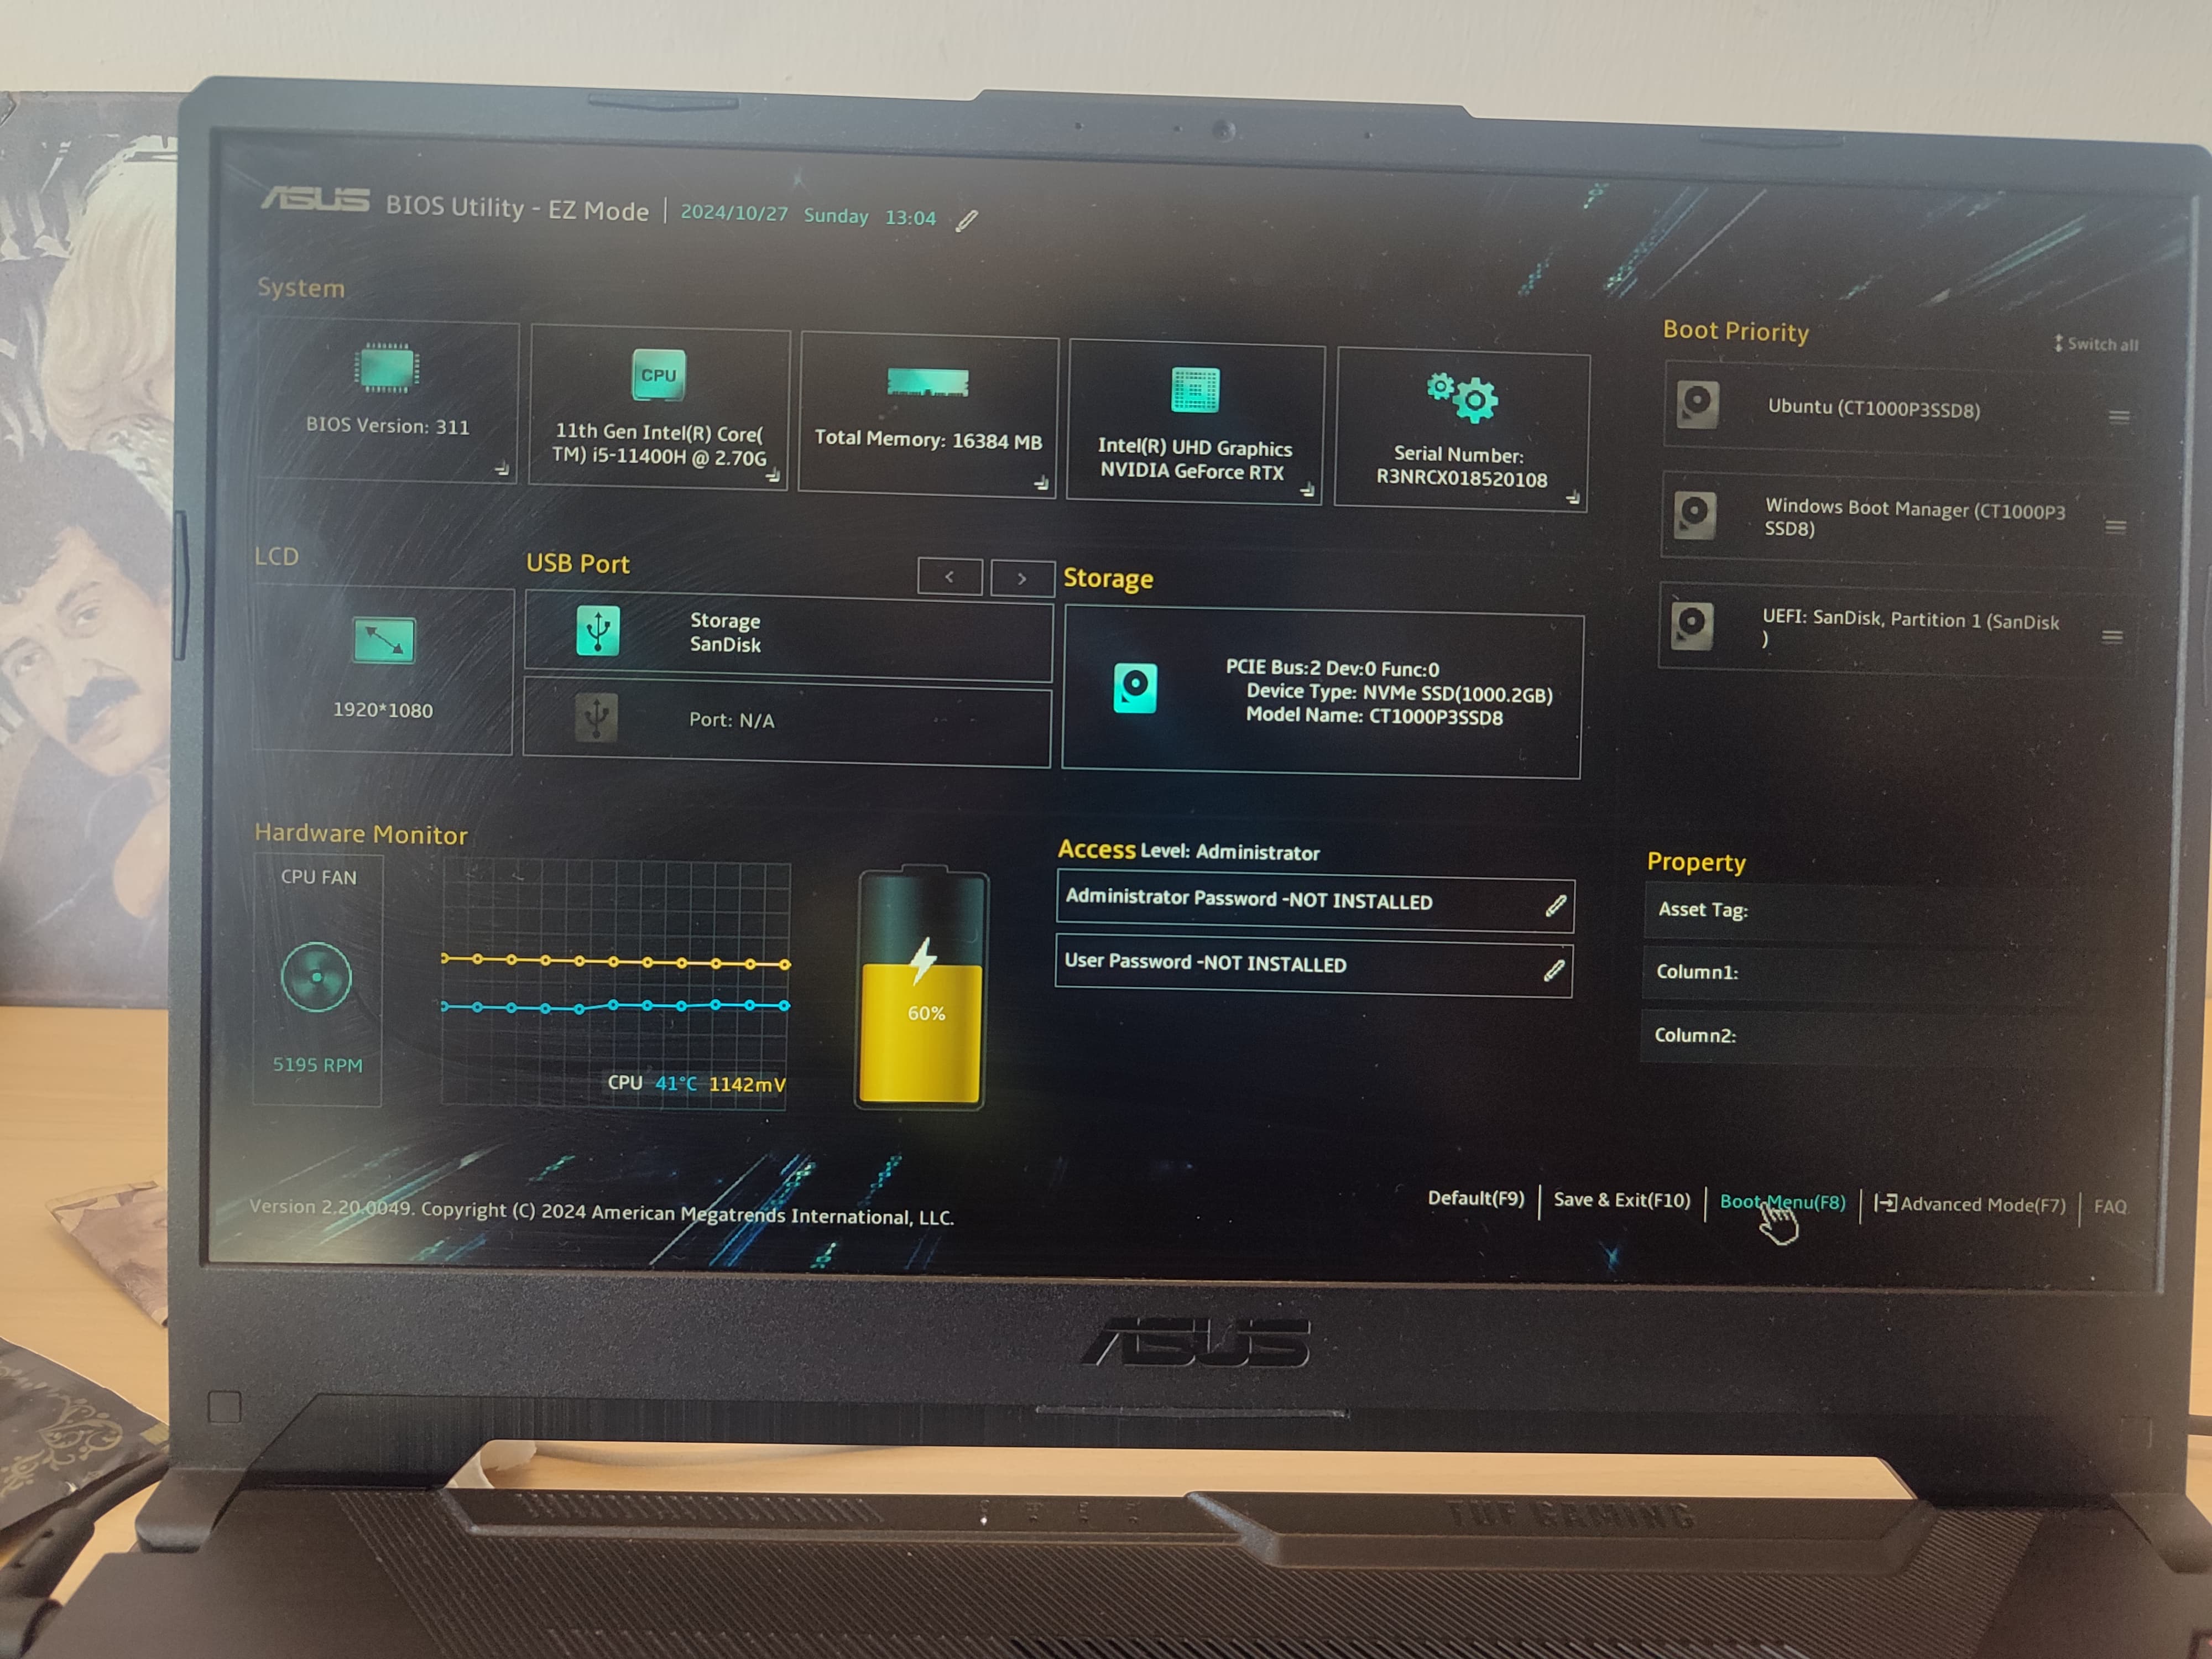 ASUS BIOS Utility - EZ Mode | 2024/10/27 Sunday 13:04
System
BIOS Version: 311
CPU
11th Gen Intel(R) Core(
TM) i5-11400H @ 2.70G
Total Memory: 16384 MB
Intel(R) UHD Graphics
NVIDIA GeForce RTX
Serial Number:
R3NRCX018520108
Boot Priority
Switch all
Ubuntu (CT1000P3SSD8)
Windows Boot Manager (CT1000P3
SSD8)
UEFI: SanDisk, Partition 1 (SanDisk
)
LCD
1920*1080
USB Port
< >
Storage
SanDisk
Port: N/A
Storage
PCIE Bus:2 Dev:0 Func:0
Device Type: NVMe SSD(1000.2GB)
Model Name: CT1000P3SSD8
Hardware Monitor
CPU FAN
5195 RPM
CPU 41°C 1142mV
60%
Access Level: Administrator
Administrator Password -NOT INSTALLED
User Password -NOT INSTALLED
Property
Asset Tag:
Column1:
Column2:
Version 2.20.0049. Copyright (C) 2024 American Megatrends International, LLC.
Default(F9) | Save & Exit(F10) | Boot Menu(F8) | Advanced Mode(F7) | FAQ
ASUS
TUF GAMING